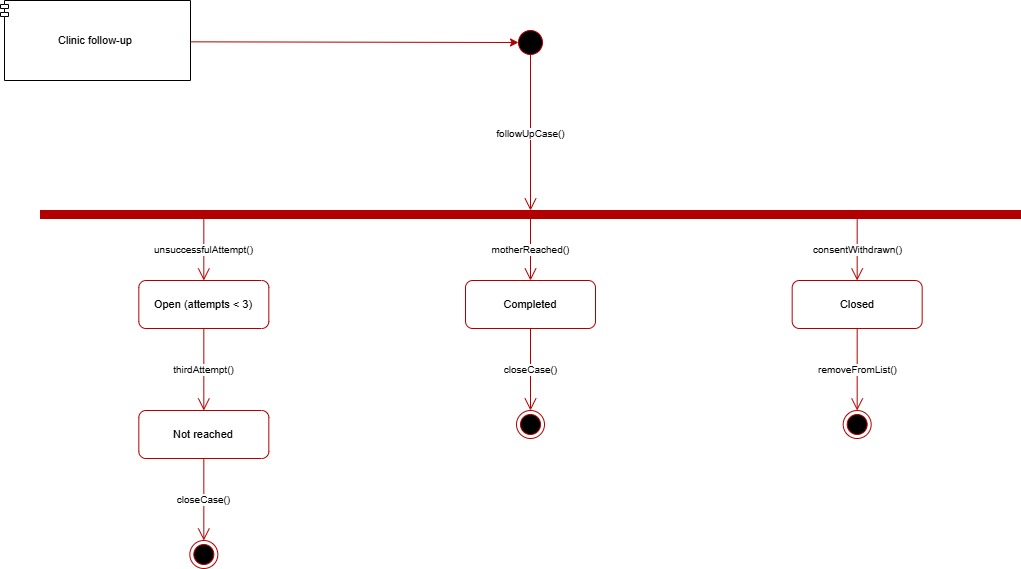 Clinic follow-up
followUpCase()
unsuccessfulAttempt()
motherReached()
consentWithdrawn()
Open (attempts < 3)
Completed
Closed
thirdAttempt()
closeCase()
removeFromList()
Not reached
closeCase()